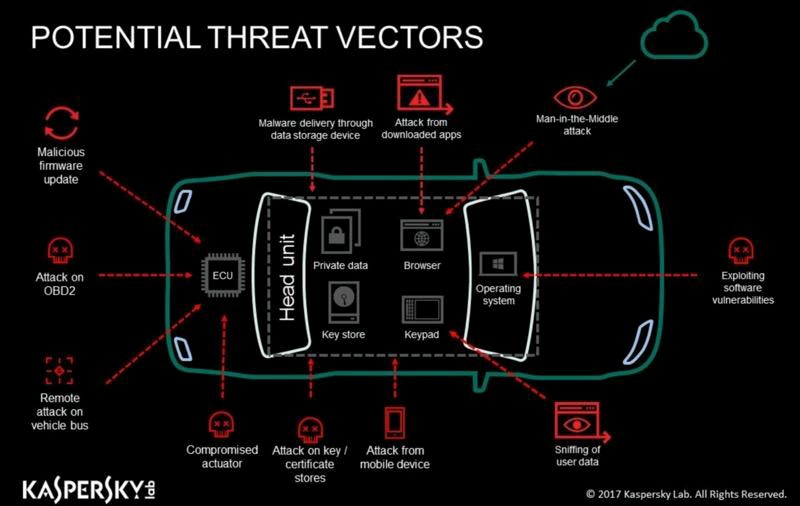 POTENTIAL THREAT VECTORS
Malware delivery through
data storage device
Attack from
downloaded apps
Man-in-the-Middle
attack
Malicious
firmware
update
Attack on
OBD2
Remote
attack on
vehicle bus
ECU
Head unit
Private data
Browser
Key store
Keypad
Operating
system
Exploiting
software
vulnerabilities
Compromised
actuator
Attack on key /
certificate
stores
Attack from
mobile device
Sniffing of
user data
KASPERSKY lab
© 2017 Kaspersky Lab. All Rights Reserved.